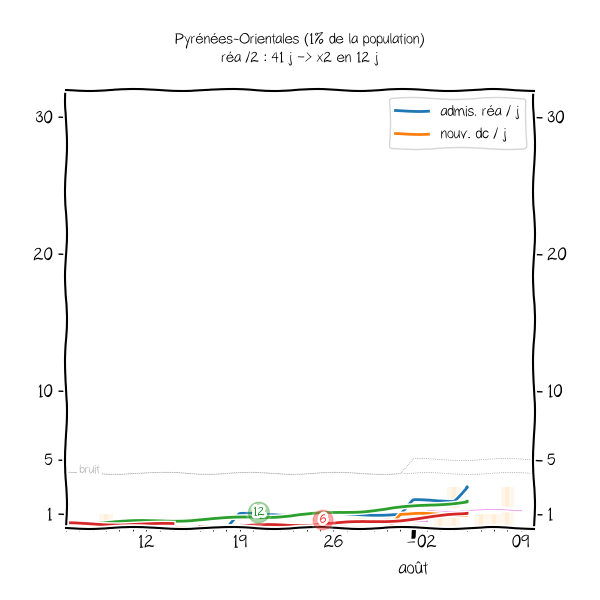 Pyrénées-Orientales (1% de la population)
réa /2 : 41 j -> x2 en 12 j
admis. réa / j
nouv. dc / j
30
30
20
20
10
10
5
5
bruit
1
12
6
1
12
19
26
02
09
août